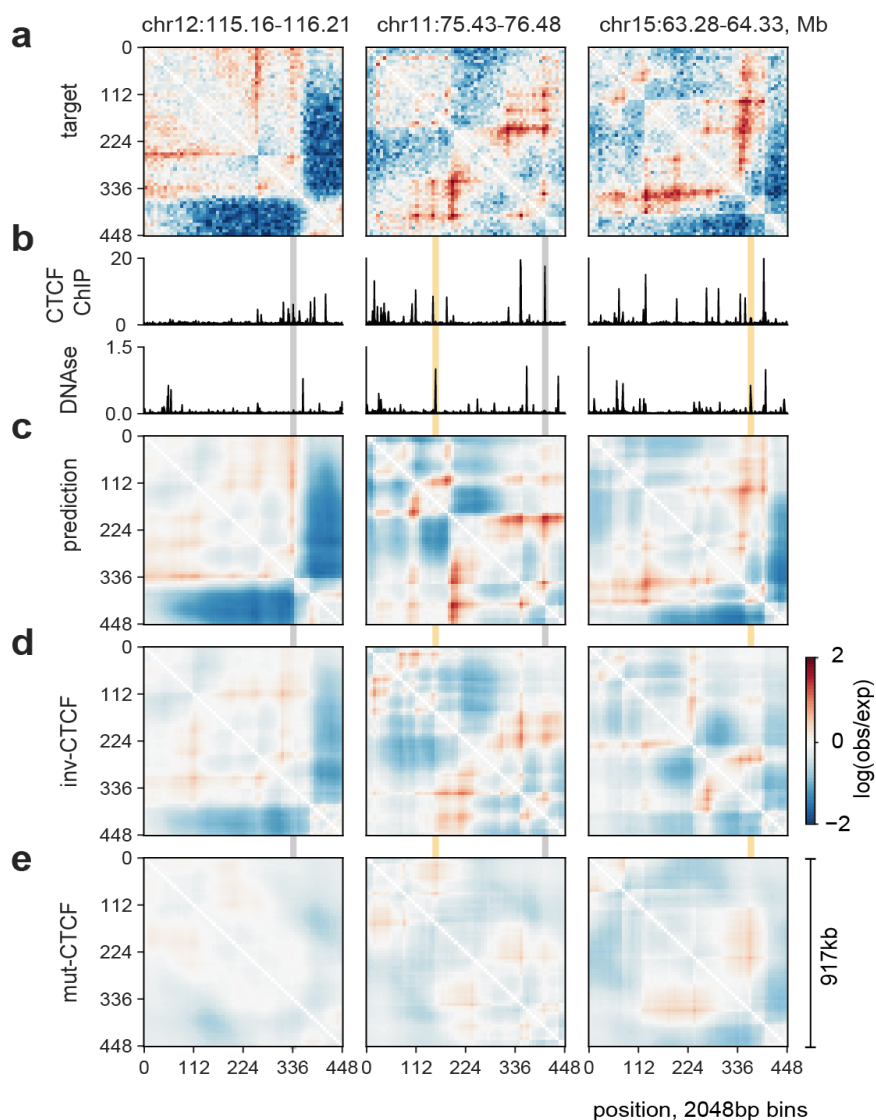 chr12:115.16-116.21 chr11:75.43-76.48 chr15:63.28-64.33, Mb
a
target
0
112
224
336
448
b
CTCF
ChIP
20
0
DNAse
1.5
0.0
c
prediction
0
112
224
336
448
d
inv-CTCF
0
112
224
336
448
2
0
−2
log(obs/exp)
e
mut-CTCF
0
112
224
336
448
917kb
0 112 224 336 448 0 112 224 336 448 0 112 224 336 448
position, 2048bp bins